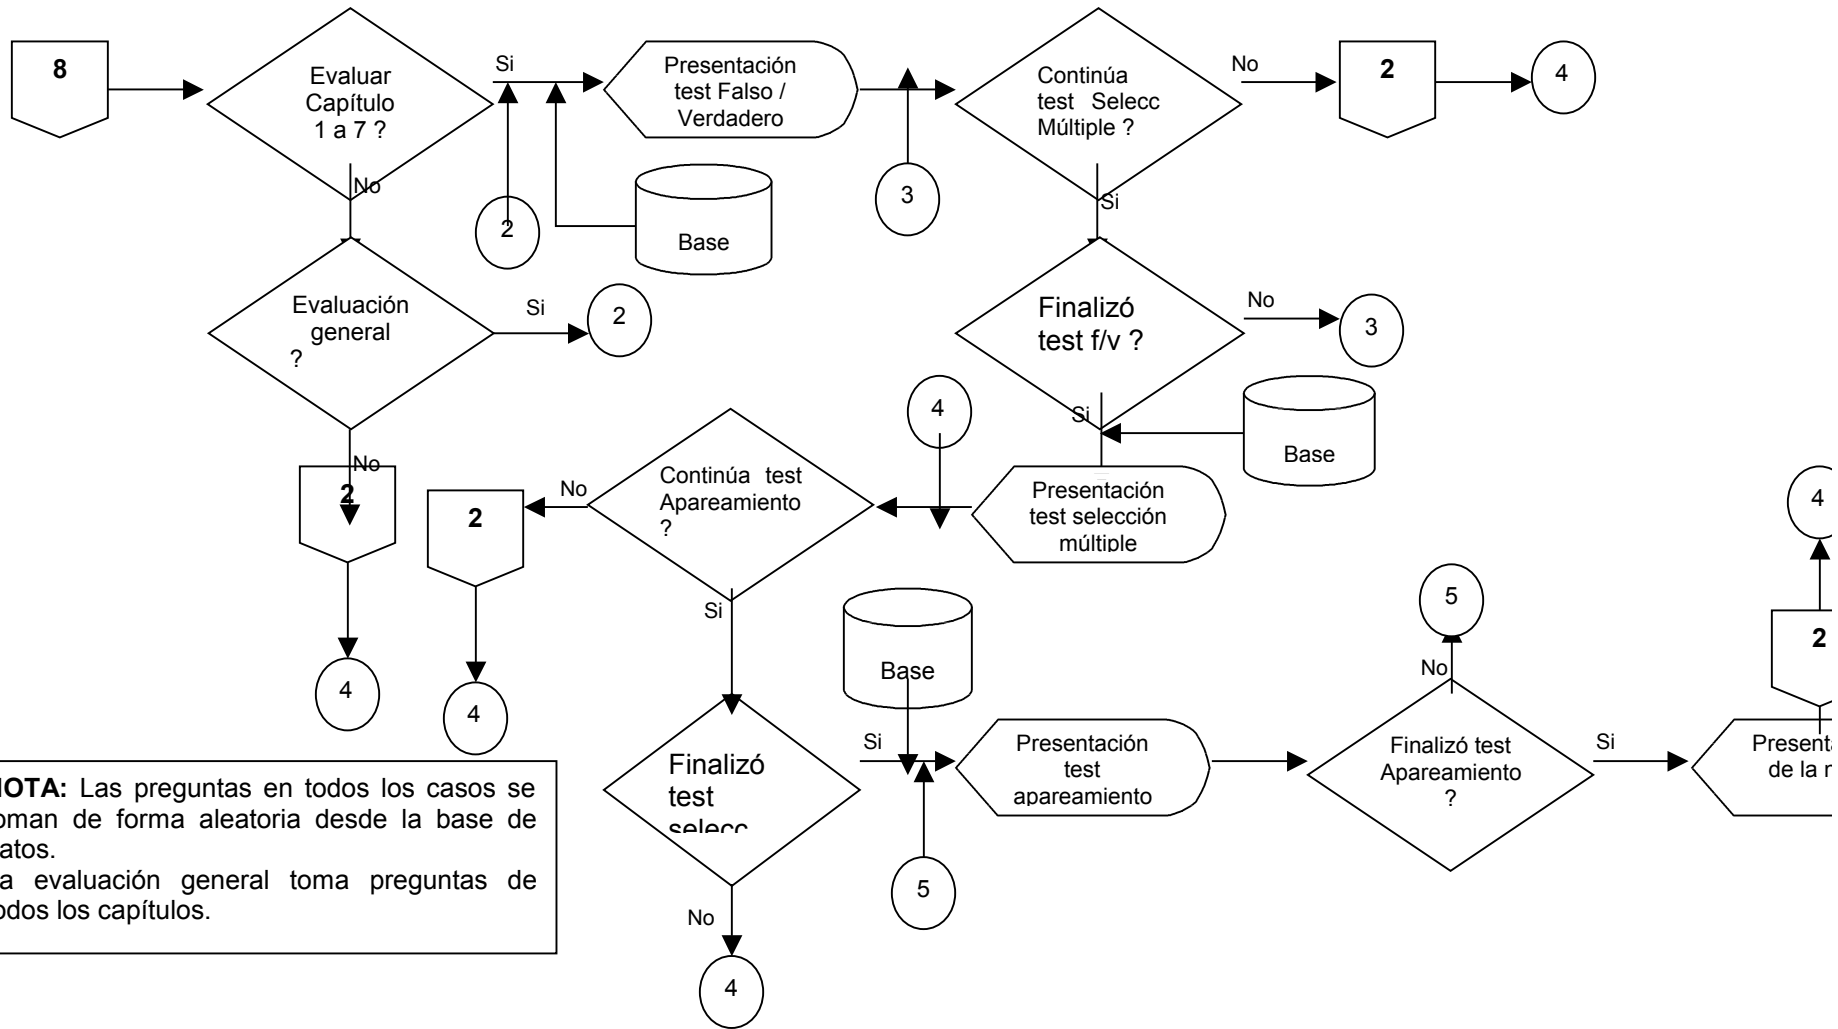 8
Evaluar
Capítulo
1 a 7 ?
Si
Presentación
test Falso /
Verdadero
Continúa
test Selecc
Múltiple ?
No
2
4
No
2
Base
3
Si
Evaluación
general
?
Si
2
Finalizó
test f/v ?
No
3
Si
Base
4
No
2
4
2
4
No
Continúa test
Apareamiento
?
Presentación
test selección
múltiple
Si
Base
Finalizó
test
selecc
Si
5
No
4
Presentación
test
apareamiento
5
No
Finalizó test
Apareamiento
?
Si
4
2
de la
NOTA: Las preguntas en todos los casos se
de forma aleatoria desde la base de
evaluación general toma preguntas de
los capítulos.